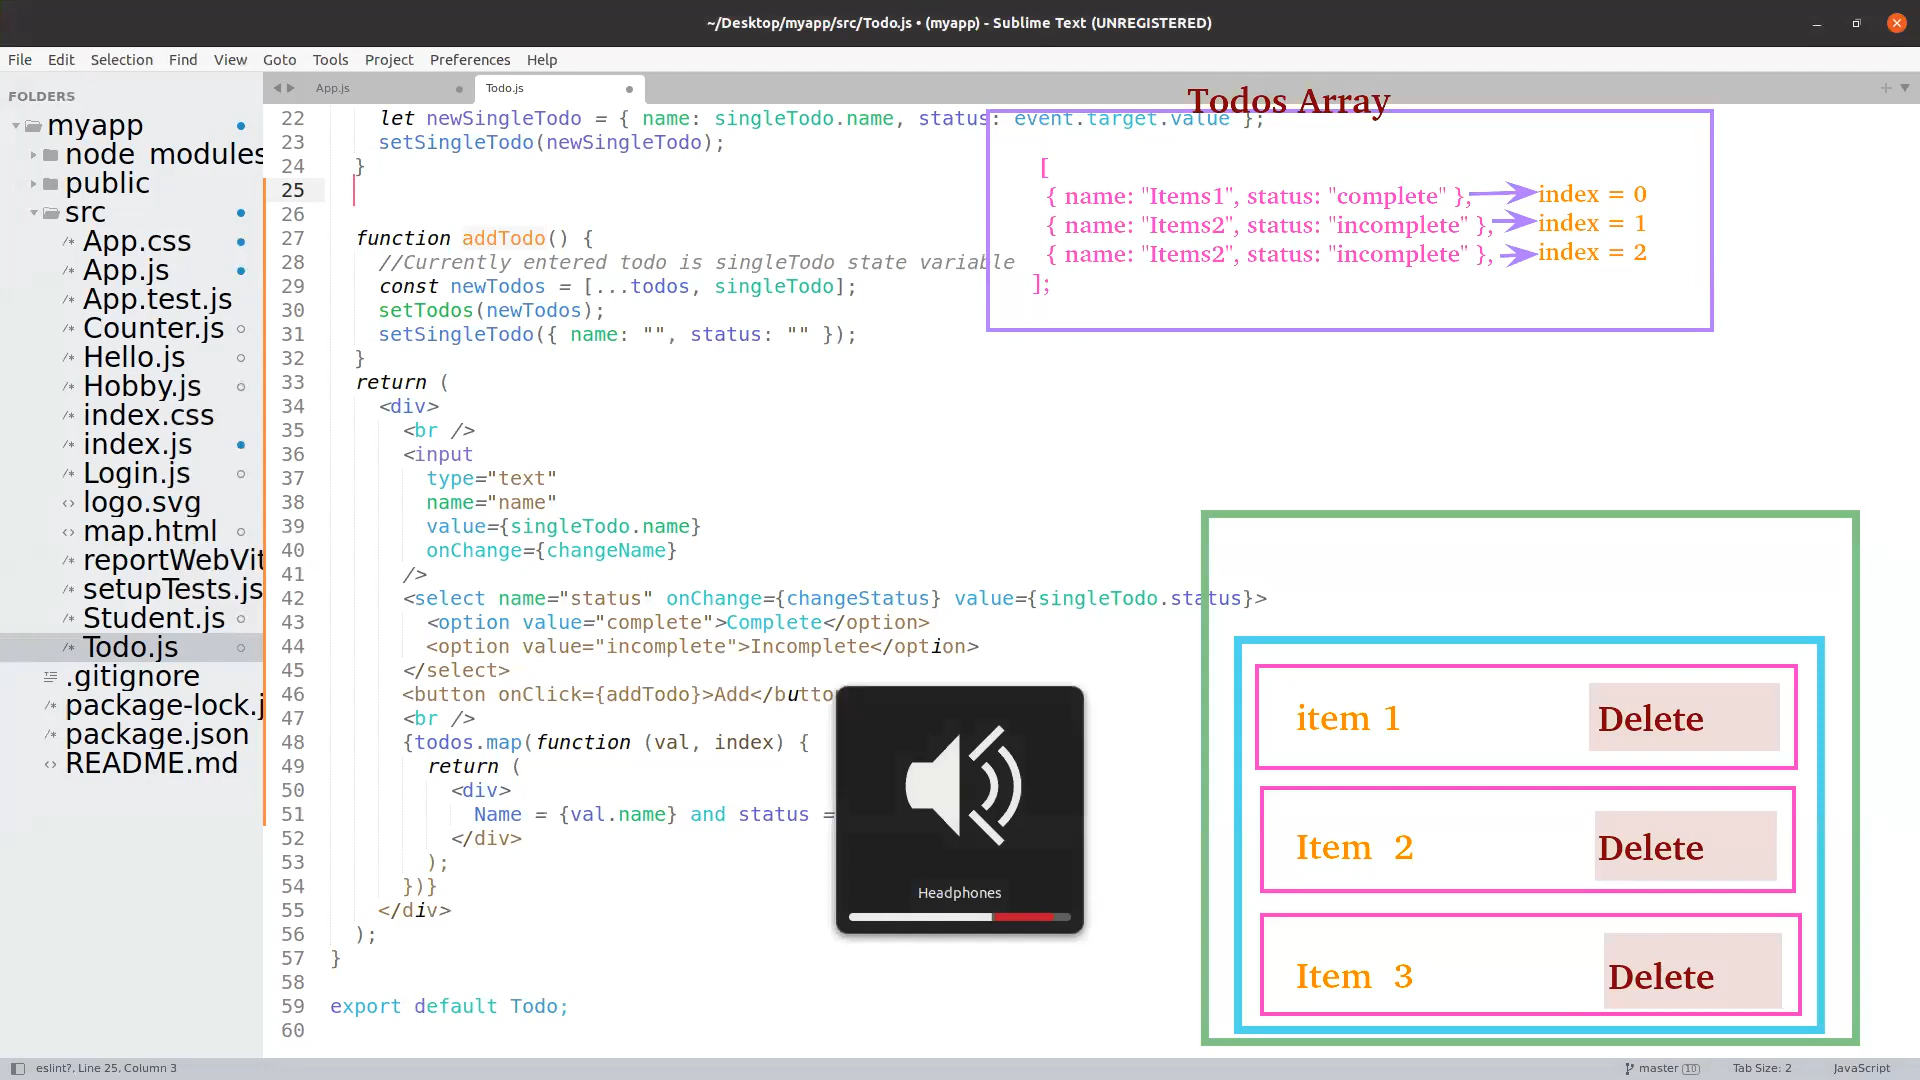 ~/Desktop/myapp/src/Todo.js • (myapp) - Sublime Text (UNREGISTERED)
File Edit Selection Find View Goto Tools Project Preferences Help
FOLDERS
myapp
node_modules
public
src
App.css
App.js
App.test.js
Counter.js
Hello.js
Hobby.js
index.css
index.js
Login.js
logo.svg
map.html
reportWebVit
setupTests.js
Student.js
Todo.js
.gitignore
package-lock.j
package.json
README.md
App.js
Todo.js
22 let newSingleTodo = { name: singleTodo.name, status: event.target.value };
23 setSingleTodo(newSingleTodo);
24 }
25
26
27 function addTodo() {
28 //Currently entered todo is singleTodo state variable
29 const newTodos = [...todos, singleTodo];
30 setTodos(newTodos);
31 setSingleTodo({ name: "", status: "" });
32 }
33 return (
34 <div>
35 <br />
36 <input
37 type="text"
38 name="name"
39 value={singleTodo.name}
40 onChange={changeName}
41 />
42 <select name="status" onChange={changeStatus} value={singleTodo.status}>
43 <option value="complete">Complete</option>
44 <option value="incomplete">Incomplete</option>
45 </select>
46 <button onClick={addTodo}>Add</butto
47 <br />
48 {todos.map(function (val, index) {
49 return (
50 <div>
51 Name = {val.name} and status =
52 </div>
53 );
54 })}
55 </div>
56 );
57 }
58
59 export default Todo;
60
Todos Array
[
{ name: "Items1", status: "complete" }, index = 0
{ name: "Items2", status: "incomplete" }, index = 1
{ name: "Items2", status: "incomplete" }, index = 2
];
item 1 Delete
Item 2 Delete
Item 3 Delete
Headphones
eslint?, Line 25, Column 3
master 10 Tab Size: 2 JavaScript